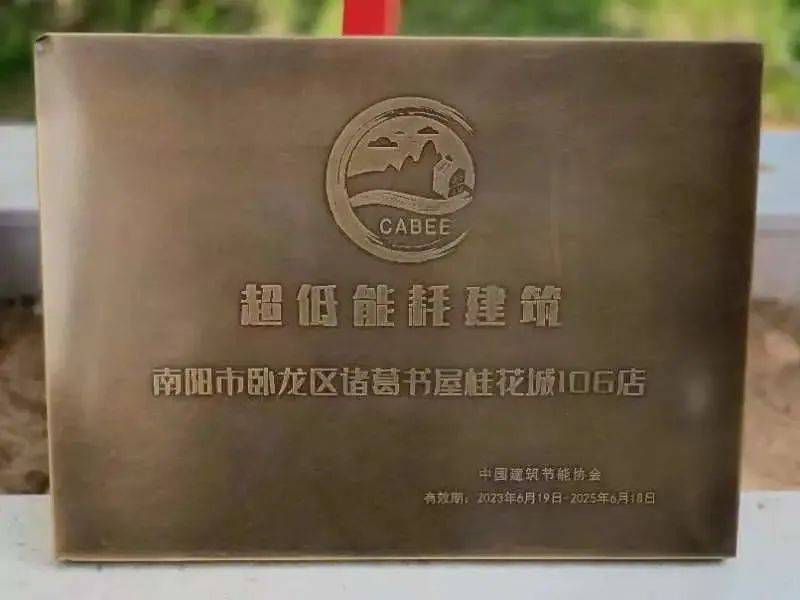 CABEE
超低能耗建筑
南阳市卧龙区诸葛书屋桂花城106店
中国建筑节能协会
有效期：2023年6月19日-2025年6月18日